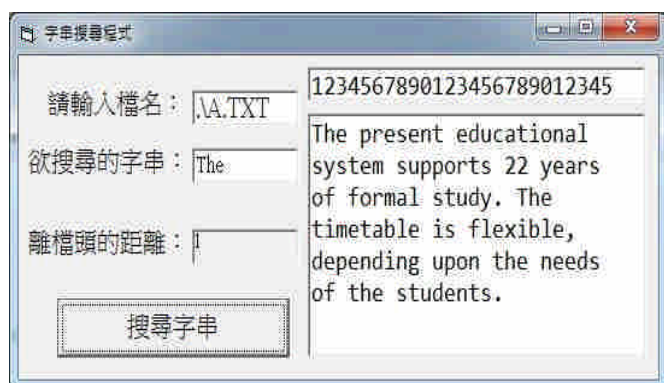 字串搜尋程式
請輸入檔名： .\A.TXT
欲搜尋的字串： The
離檔頭的距離： 1
搜尋字串
1234567890123456789012345
The present educational
system supports 22 years
of formal study. The
timetable is flexible,
depending upon the needs
of the students.